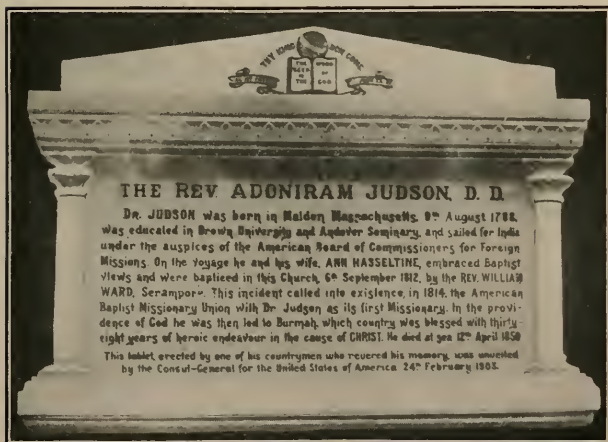 THY KINGDOM COME
THE SEED IS THE WORD OF GOD
THE REV. ADONIRAM JUDSON, D. D.
DR. JUDSON was born in Malden Massachusetts, 9TH August 1788,
was educated in Brown University and Andover Seminary, and sailed for India
under the auspices of the American Board of Commissioners for Foreign
Missions. On the voyage he and his wife, ANN HASSELTINE, embraced Baptist
views and were baptized in this Church, 6TH September 1812, by the REV. WILLIAM
WARD, Serampore. This incident called into existence, in 1814, the American
Baptist Missionary Union with Dr Judson as its first Missionary. In the provi-
dence of God he was then led to Burmah, which country was blessed with thirty-
eight years of heroic endeavour in the cause of CHRIST. He died at sea 12TH April 1850
This tablet, erected by one of his countrymen who revered his memory, was unveiled
by the Consul-General for the United States of America 24TH February 1903.